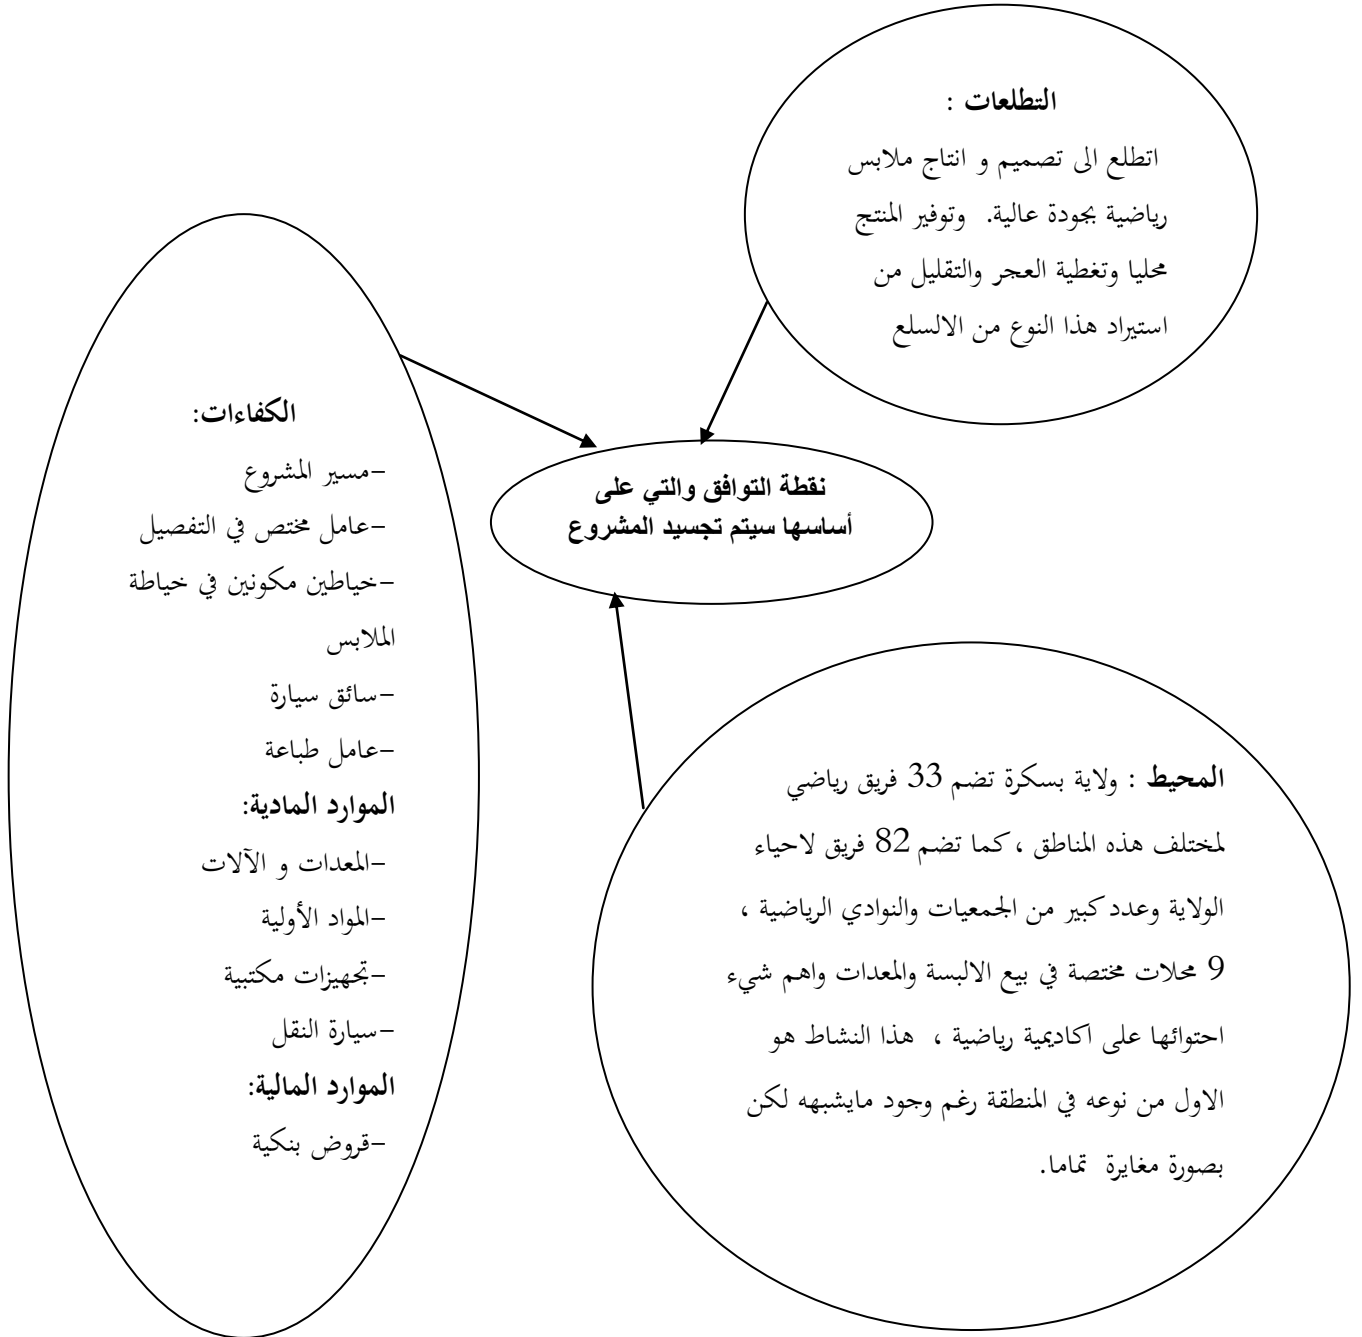 التطلعات :
اتطلع الى تصميم و انتاج ملابس
رياضية بجودة عالية. وتوفير المنتج
محليا وتغطية العجر والتقليل من
استيراد هذا النوع من الالسلع
الكفاءات:
-مسير المشروع
-عامل مختص في التفصيل
-خياطين مكونين في خياطة
الملابس
-سائق سيارة
-عامل طباعة
الموارد المادية:
-المعدات و الآلات
-المواد الأولية
-تجهيزات مكتبية
-سيارة النقل
الموارد المالية:
-قروض بنكية
نقطة التوافق والتي على
أساسها سيتم تجسيد المشروع
المحيط : ولاية بسكرة تضم 33 فريق رياضي
لمختلف هذه المناطق ، كما تضم 82 فريق لاحياء
الولاية وعدد كبير من الجمعيات والنوادي الرياضية ،
9 محلات مختصة في بيع الالبسة والمعدات واهم شيء
احتوائها على اكاديمية رياضية ، هذا النشاط هو
الاول من نوعه في المنطقة رغم وجود مايشبهه لكن
بصورة مغايرة تماما.